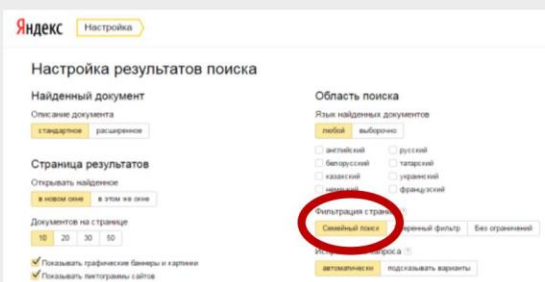 Яндекс Настройка
Настройка результатов поиска
Найденный документ
Описание документа
стандартное расширенное
Страница результатов
Открывать найденное
в новом окне в этом же окне
Документов на странице
10 20 30 50
Показывать графические баннеры и картинки
Показывать пиктограммы сайтов
Область поиска
Язык найденных документов
любой выборочно
английский русский
белорусский татарский
казахский украинский
французский
Фильтрация
Семейный поиск фильтр Без ограничений
автоматически подсказывать варианты